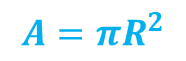 A = πR²